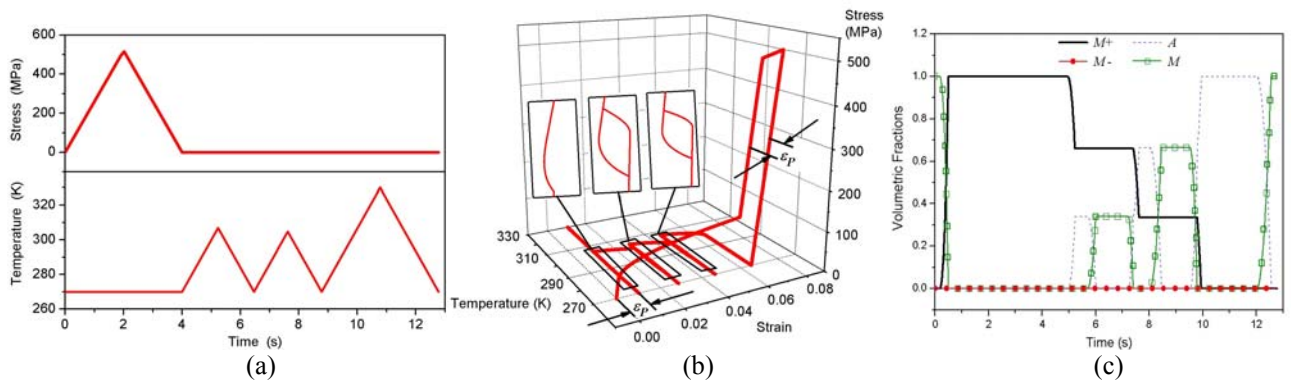 600
400
200
0
Stress (MPa)
320
300
280
260
Temperature (K)
0 2 4 6 8 10 12
Time (s)
(a)
Stress
(MPa)
500
400
300
200
100
0
εP
330
310
290
270
Temperature (K)
εP
0.00 0.02 0.04 0.06 0.08
Strain
(b)
1.2
1.0
0.8
0.6
0.4
0.2
0.0
Volumetric Fractions
M+ A
M- M
0 2 4 6 8 10 12
Time (s)
(c)